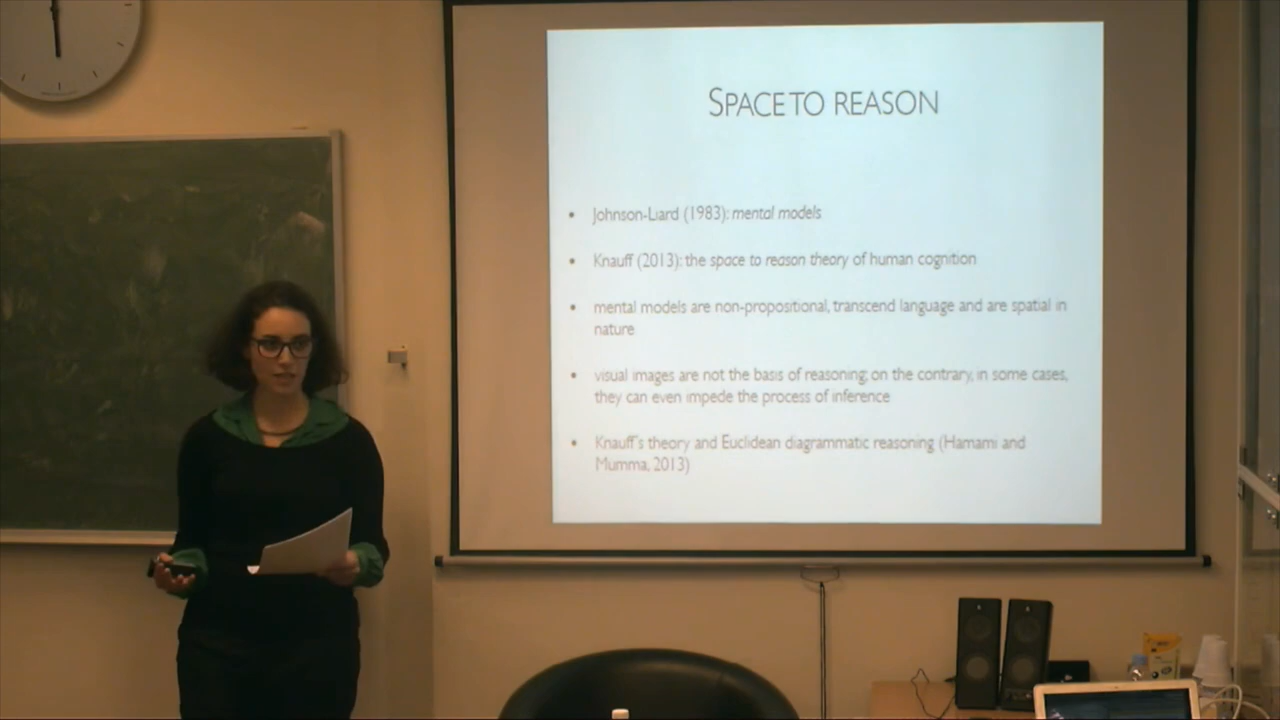 SPACE TO REASON
• Johnson-Liard (1983): mental models
• Knauff (2013): the space to reason theory of human cognition
• mental models are non-propositional, transcend language and are spatial in
nature
• visual images are not the basis of reasoning; on the contrary, in some cases,
they can even impede the process of inference
• Knauff's theory and Euclidean diagrammatic reasoning (Hamami and
Mumma, 2013)